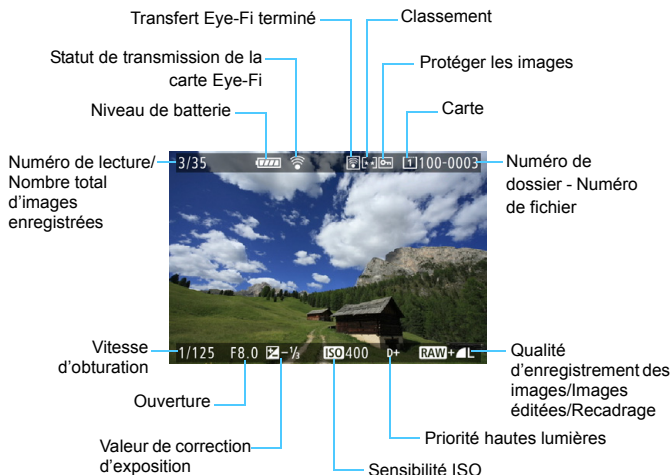 Transfert Eye-Fi terminé
Classement
Statut de transmission de la
carte Eye-Fi
Protéger les images
Niveau de batterie
Carte
Numéro de lecture/
Nombre total
d'images
enregistrées
3/35
1 100-0003
Numéro de
dossier - Numéro
de fichier
Vitesse
d'obturation
1/125 F8.0 -1/3 ISO 400 D+ RAW+L
Qualité
d'enregistrement des
images/Images
éditées/Recadrage
Ouverture
Priorité hautes lumières
Valeur de correction
d'exposition
Sensibilité ISO